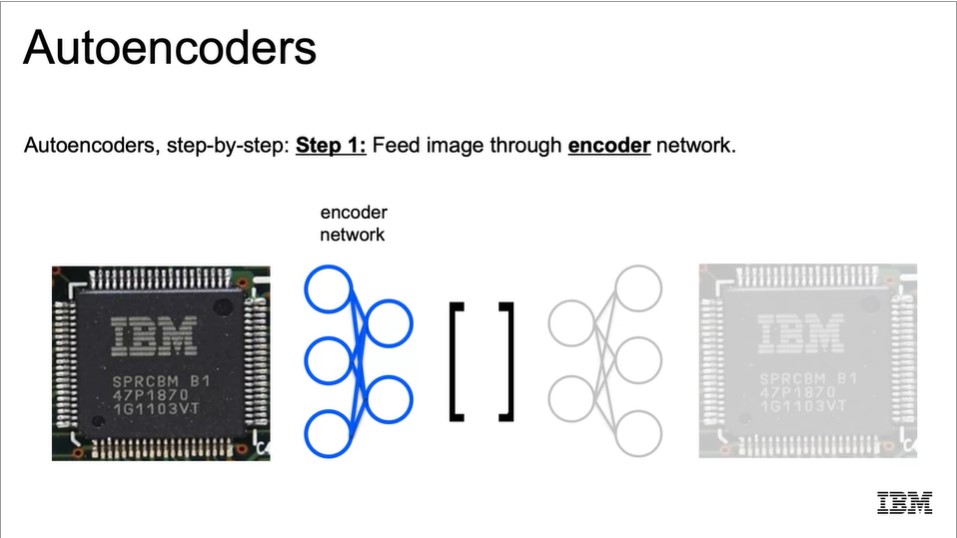 Autoencoders
Autoencoders, step-by-step: Step 1: Feed image through encoder network.
encoder
network
IBM
SPRCBM B1
47P1870
1G1103VT
IBM
SPRCBM B1
47P1870
1G1103VT
IBM